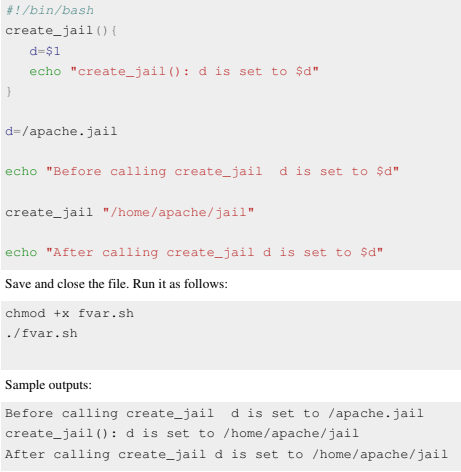 #!/bin/bash
create_jail(){
   d=$1
   echo "create_jail(): d is set to $d"
}
d=/apache.jail
echo "Before calling create_jail  d is set to $d"
create_jail "/home/apache/jail"
echo "After calling create_jail d is set to $d"
Save and close the file. Run it as follows:
chmod +x fvar.sh
./fvar.sh
Sample outputs:
Before calling create_jail  d is set to /apache.jail
create_jail(): d is set to /home/apache/jail
After calling create_jail d is set to /home/apache/jail